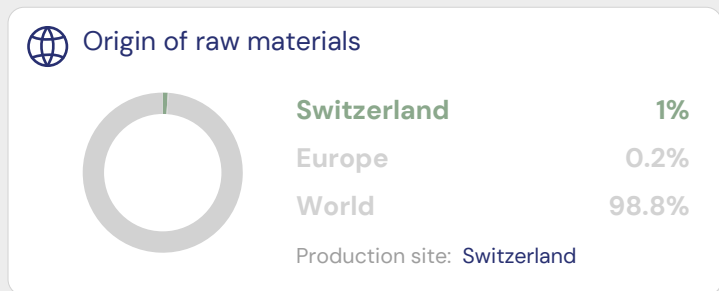 Origin of raw materials
Switzerland 1%
Europe 0.2%
World 98.8%
Production site: Switzerland